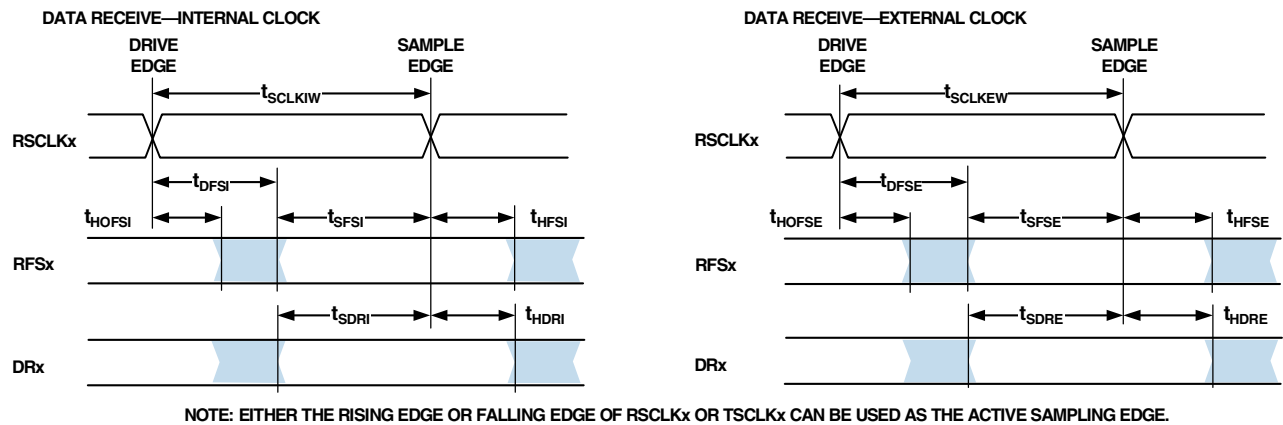 DATA RECEIVE—INTERNAL CLOCK
DRIVE
EDGE
SAMPLE
EDGE
tSCLKIW
RSCLKx
tDFSI
tHOFSI
tSFSI
tHFSI
RFSx
tSDRI
tHDRI
DRx
DATA RECEIVE—EXTERNAL CLOCK
DRIVE
EDGE
SAMPLE
EDGE
tSCLKEW
RSCLKx
tDFSE
tHOFSE
tSFSE
tHFSE
RFSx
tSDRE
tHDRE
DRx
NOTE: EITHER THE RISING EDGE OR FALLING EDGE OF RSCLKx OR TSCLKx CAN BE USED AS THE ACTIVE SAMPLING EDGE.